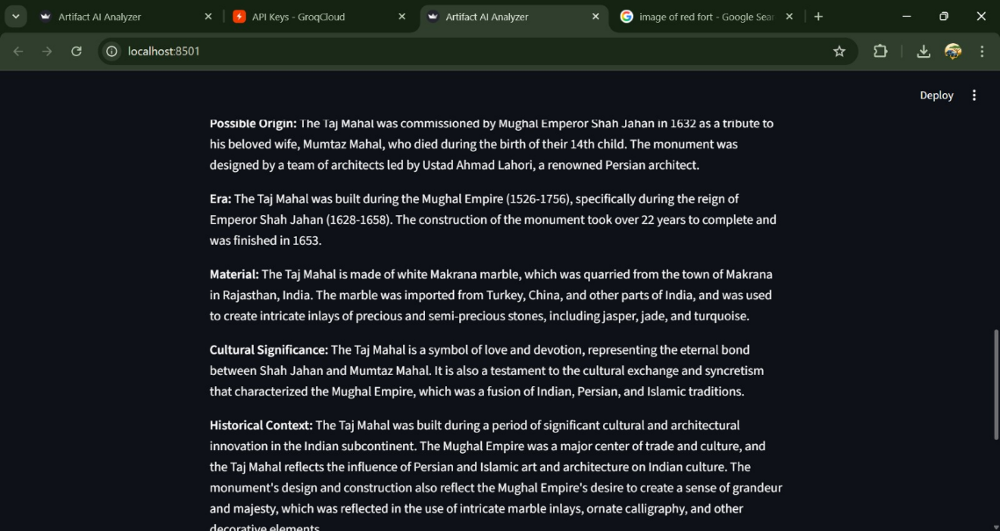 Artifact AI Analyzer
API Keys - GroqCloud
Artifact AI Analyzer
image of red fort - Google Sear
localhost:8501
Deploy
Possible Origin: The Taj Mahal was commissioned by Mughal Emperor Shah Jahan in 1632 as a tribute to
his beloved wife, Mumtaz Mahal, who died during the birth of their 14th child. The monument was
designed by a team of architects led by Ustad Ahmad Lahori, a renowned Persian architect.
Era: The Taj Mahal was built during the Mughal Empire (1526-1756), specifically during the reign of
Emperor Shah Jahan (1628-1658). The construction of the monument took over 22 years to complete and
was finished in 1653.
Material: The Taj Mahal is made of white Makrana marble, which was quarried from the town of Makrana
in Rajasthan, India. The marble was imported from Turkey, China, and other parts of India, and was used
to create intricate inlays of precious and semi-precious stones, including jasper, jade, and turquoise.
Cultural Significance: The Taj Mahal is a symbol of love and devotion, representing the eternal bond
between Shah Jahan and Mumtaz Mahal. It is also a testament to the cultural exchange and syncretism
that characterized the Mughal Empire, which was a fusion of Indian, Persian, and Islamic traditions.
Historical Context: The Taj Mahal was built during a period of significant cultural and architectural
innovation in the Indian subcontinent. The Mughal Empire was a major center of trade and culture, and
the Taj Mahal reflects the influence of Persian and Islamic art and architecture on Indian culture. The
monument's design and construction also reflect the Mughal Empire's desire to create a sense of grandeur
and majesty, which was reflected in the use of intricate marble inlays, ornate calligraphy, and other
decorative elements.